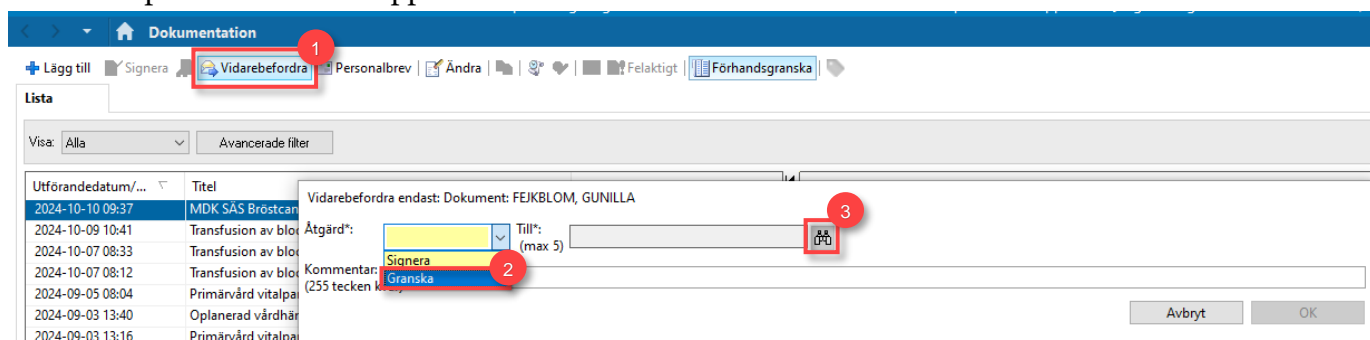 Dokumentation
1
Lägg till Signera Vidarebefordra Personalbrev Ändra Felaktigt Förhandsgranska
Lista
Visa: Alla Avancerade filter
Utförandedatum/... Titel
Vidarebefordra endast: Dokument: FEJKBLOM, GUNILLA
2024-10-10 09:37 MDK SÄS Bröstcan
3
2024-10-09 10:41 Transfusion av bloc
Åtgärd*: Till*:
(max 5)
2024-10-07 08:33 Transfusion av bloc
Signera
2
2024-10-07 08:12 Transfusion av bloc
Kommentar: Granska
(255 tecken
2024-09-05 08:04 Primärvård vitalpa
2024-09-03 13:40 Oplanerad vårdhän
Avbryt OK
2024-09-03 13:16 Primärvård vitalpa